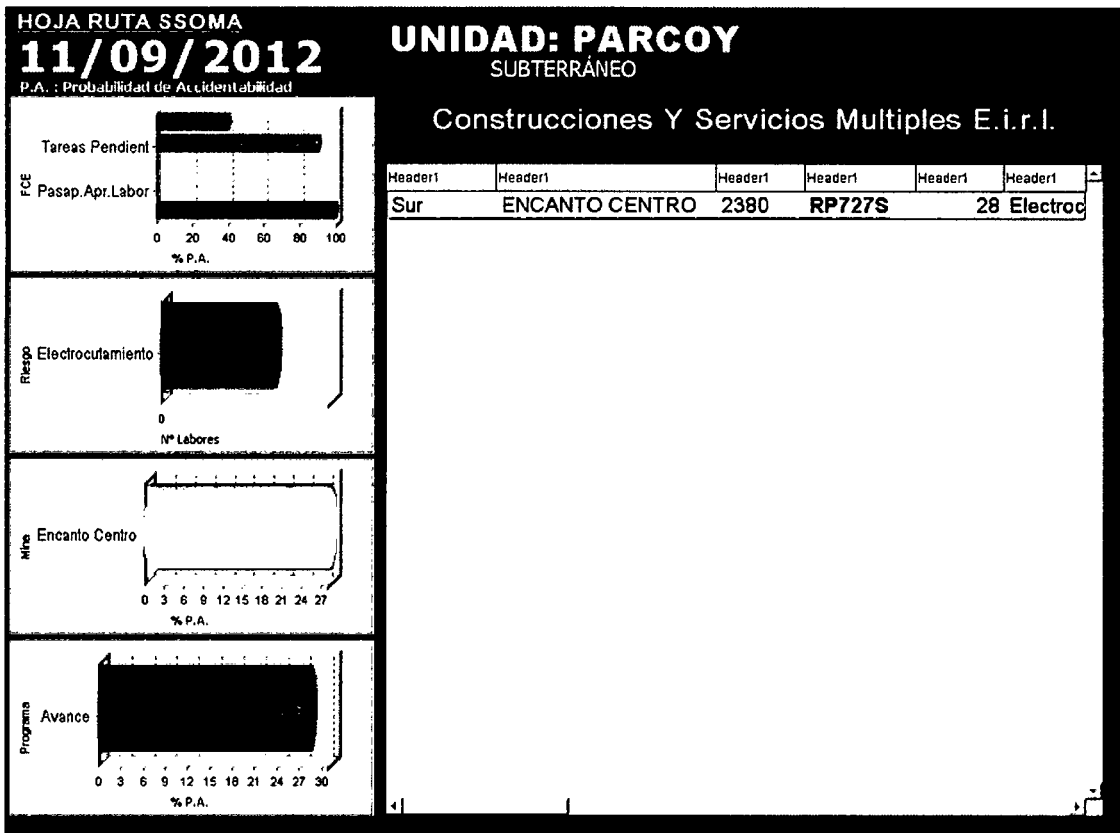 HOJA RUTA SSOMA
11/09/2012
P.A. : Probabilidad de Accidentabilidad
UNIDAD: PARCOY
SUBTERRÁNEO
Construcciones Y Servicios Multiples E.i.r.l.
FCE
Tareas Pendient
Pasap.Apr.Labor
0 20 40 60 80 100
% P.A.
Riesgo
Electrocutamiento
0
Nº Labores
Mina
Encanto Centro
0 3 6 9 12 15 18 21 24 27
% P.A.
Programa
Avance
0 3 6 9 12 15 18 21 24 27 30
% P.A.
Header1 Header1 Header1 Header1 Header1 Header1
Sur ENCANTO CENTRO 2380 RP727S 28 Electroc